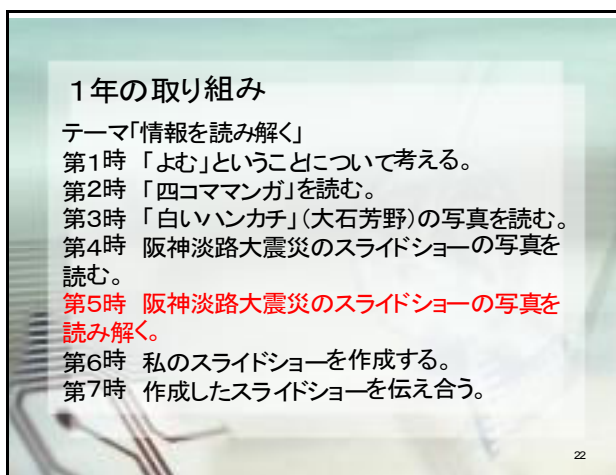 １年の取り組み
テーマ「情報を読み解く」
第１時　「よむ」ということについて考える。
第２時　「四コママンガ」を読む。
第３時　「白いハンカチ」（大石芳野）の写真を読む。
第４時　阪神淡路大震災のスライドショーの写真を
読む。
第５時　阪神淡路大震災のスライドショーの写真を
読み解く。
第６時　私のスライドショーを作成する。
第７時　作成したスライドショーを伝え合う。
22